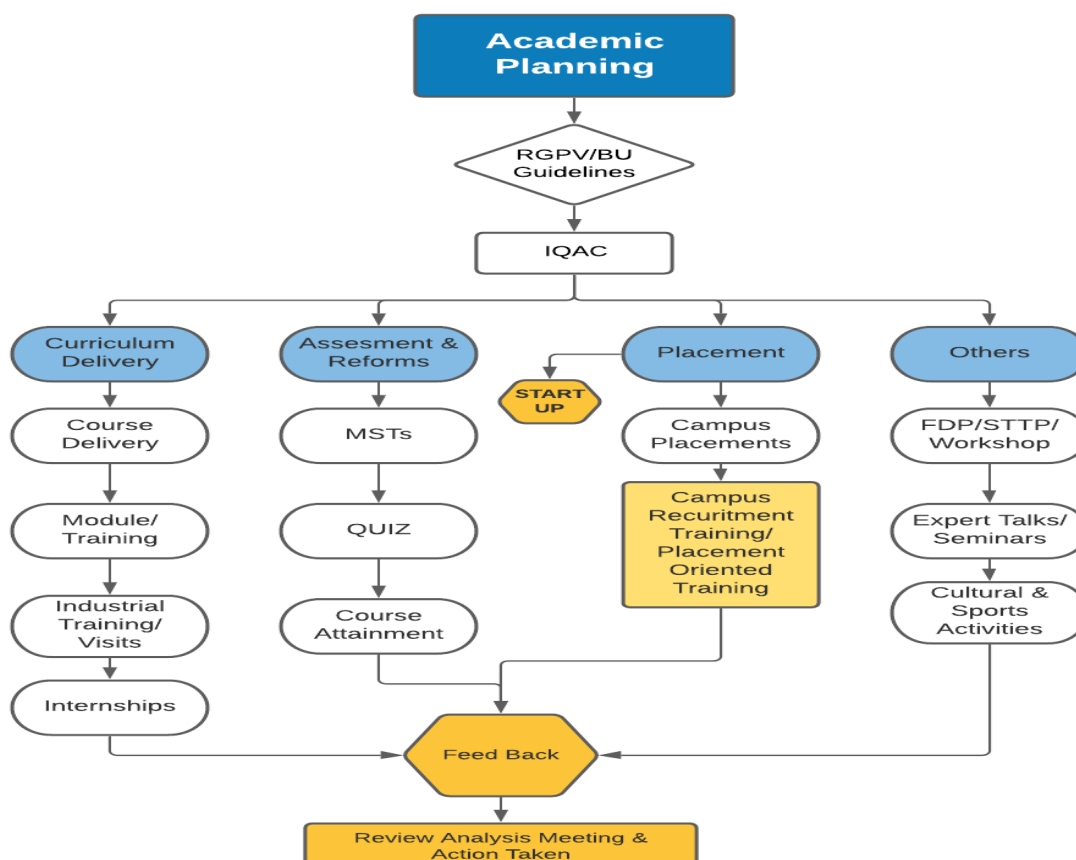 Academic
Planning
RGPV/BU
Guidelines
IQAC
Curriculum
Delivery
Assesment &
Reforms
Placement
Others
START
UP
Course
Delivery
MSTs
Campus
Placements
FDP/STTP/
Workshop
Module/
Training
QUIZ
Campus
Recuritment
Training/
Placement
Oriented
Training
Expert Talks/
Seminars
Industrial
Training/
Visits
Course
Attainment
Cultural &
Sports
Activities
Internships
Feed Back
Review Analysis Meeting &
Action Taken